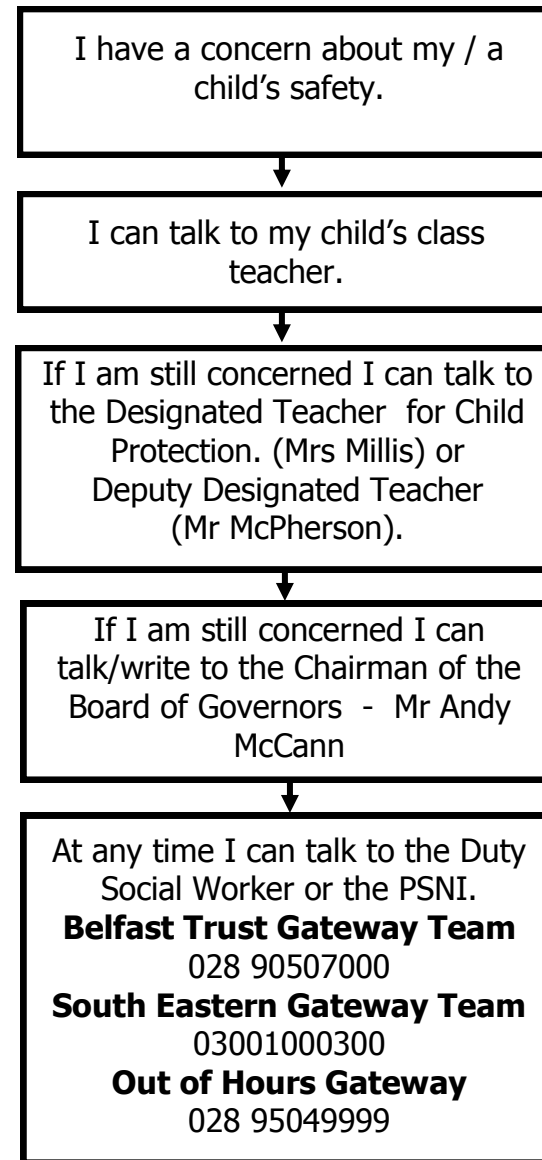 I have a concern about my / a
child’s safety.
I can talk to my child’s class
teacher.
If I am still concerned I can talk to
the Designated Teacher for Child
Protection. (Mrs Millis) or
Deputy Designated Teacher
(Mr McPherson).
If I am still concerned I can
talk/write to the Chairman of the
Board of Governors - Mr Andy
McCann
At any time I can talk to the Duty
Social Worker or the PSNI.
Belfast Trust Gateway Team
028 90507000
South Eastern Gateway Team
03001000300
Out of Hours Gateway
028 95049999